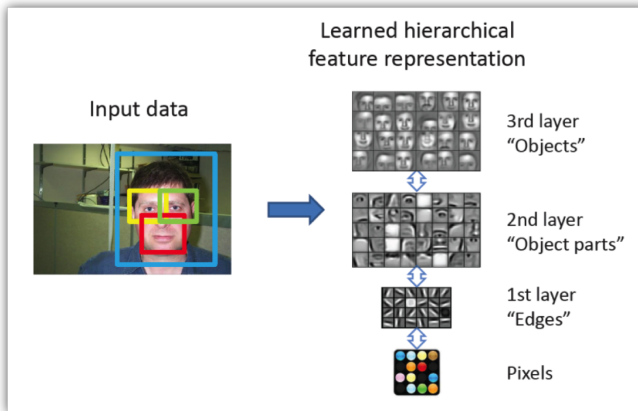 Learned hierarchical
feature representation
Input data
3rd layer
“Objects”
2nd layer
“Object parts”
1st layer
“Edges”
Pixels